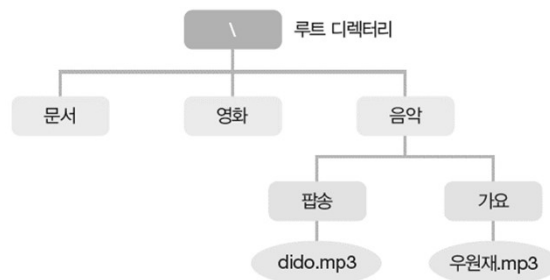 \ 루트 디렉터리
문서 영화 음악
팝송 가요
dido.mp3 우원재.mp3